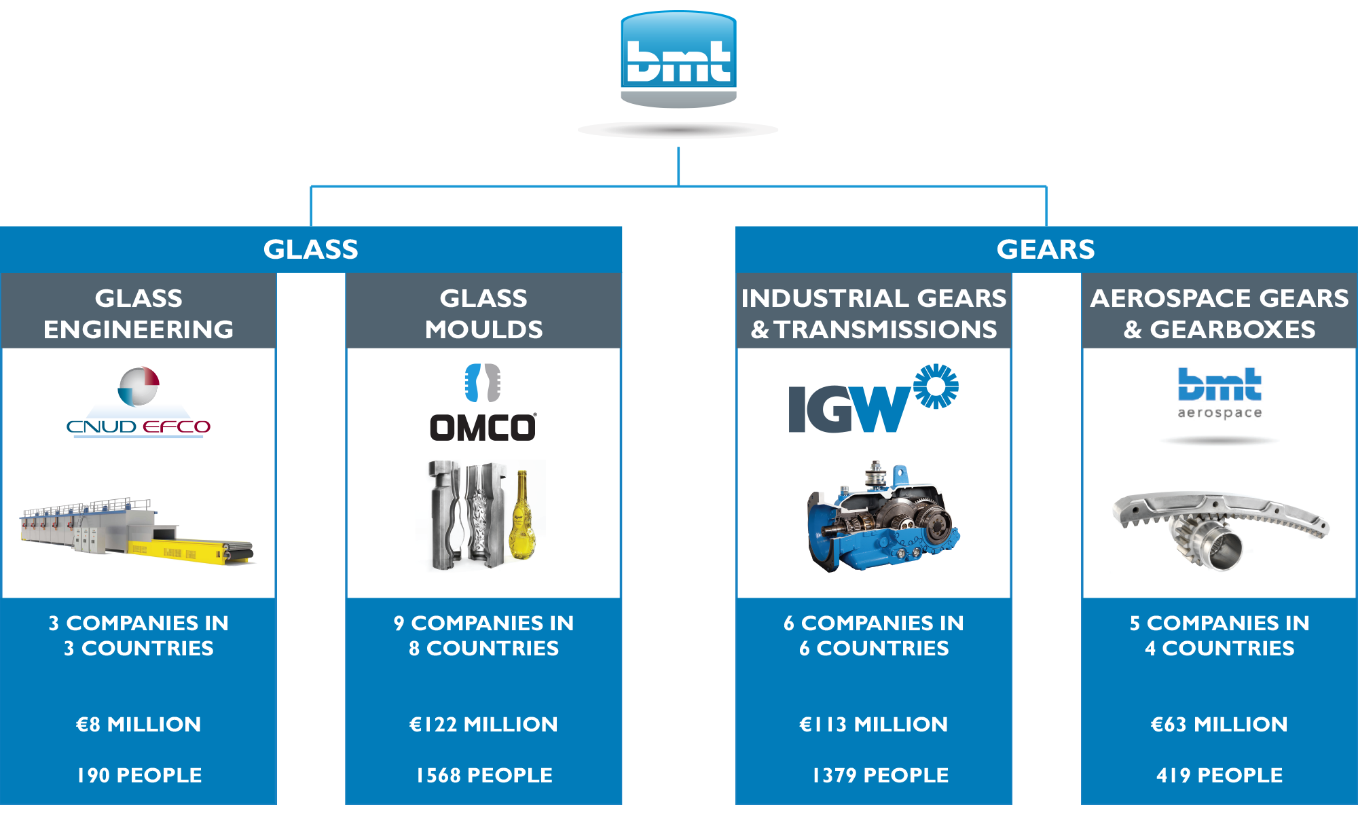 bmt
GLASS
GEARS
GLASS
ENGINEERING
GLASS
MOULDS
INDUSTRIAL GEARS
& TRANSMISSIONS
AEROSPACE GEARS
& GEARBOXES
CNUD EFCO
OMCO®
IGW
bmt
aerospace
3 COMPANIES IN
3 COUNTRIES
9 COMPANIES IN
8 COUNTRIES
6 COMPANIES IN
6 COUNTRIES
5 COMPANIES IN
4 COUNTRIES
€8 MILLION
€122 MILLION
€113 MILLION
€63 MILLION
190 PEOPLE
1568 PEOPLE
1379 PEOPLE
419 PEOPLE